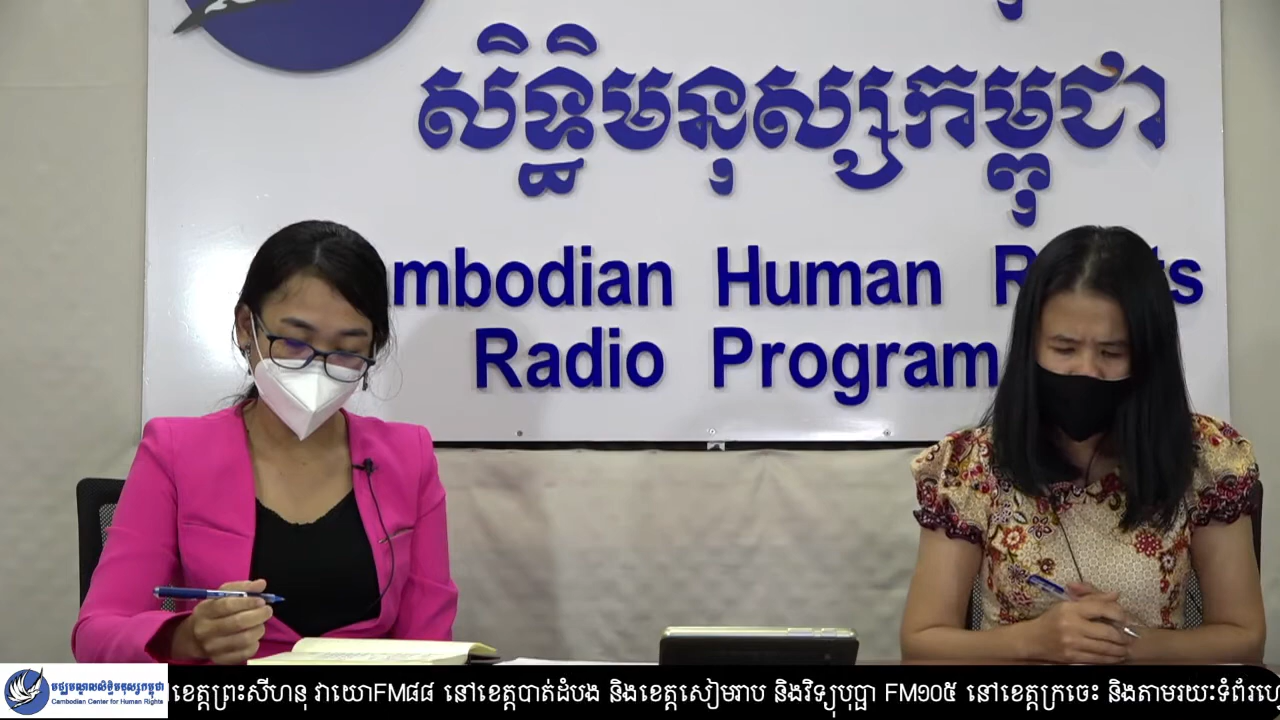 សិទ្ធិមនុស្សកម្ពុជា
Cambodian Human Rights
Radio Program
មជ្ឈមណ្ឌលសិទ្ធិមនុស្សកម្ពុជា
Cambodian Center for Human Rights
ខេត្តព្រះសីហនុ វាយោFM៨៨ នៅខេត្តបាត់ដំបង និងខេត្តសៀមរាប និងវិទ្យុបុប្ផា FM១០៥ នៅខេត្តក្រចេះ និងតាមរយៈទំព័រហ្វេ